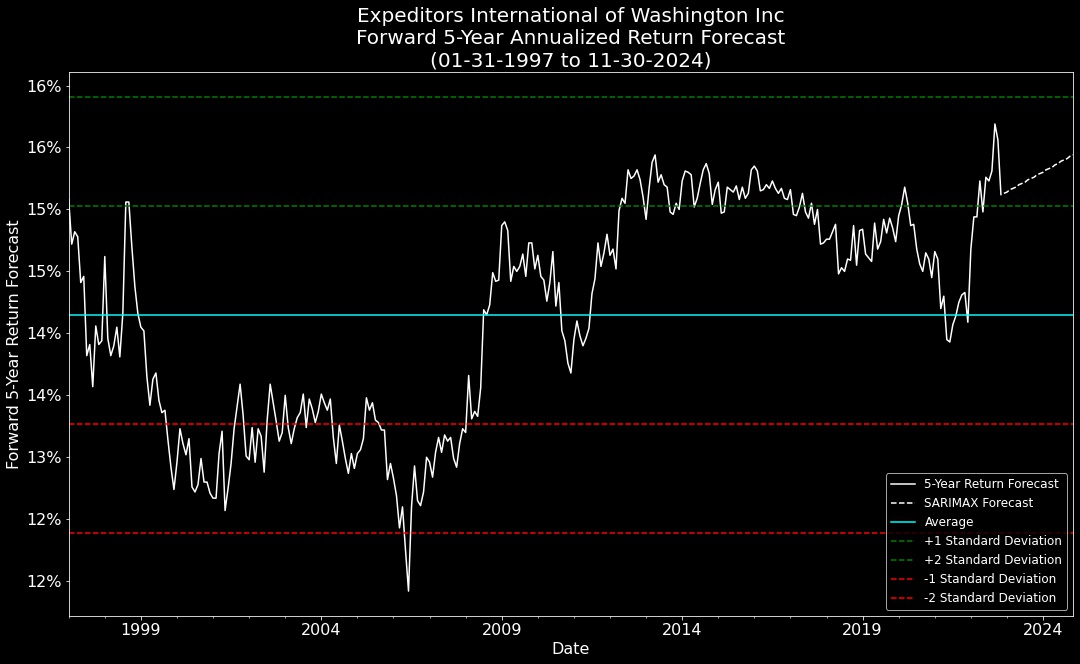 Expeditors International of Washington Inc
Forward 5-Year Annualized Return Forecast
(01-31-1997 to 11-30-2024)
Forward 5-Year Return Forecast
16%
16%
15%
15%
14%
14%
13%
12%
12%
5-Year Return Forecast
SARIMAX Forecast
Average
+1 Standard Deviation
+2 Standard Deviation
-1 Standard Deviation
-2 Standard Deviation
1999
2004
2009
2014
2019
2024
Date